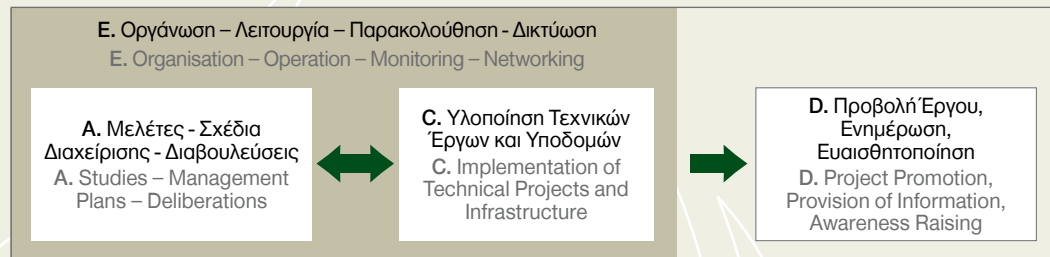 E. Οργάνωση – Λειτουργία – Παρακολούθηση - Δικτύωση
E. Organisation – Operation – Monitoring – Networking
A. Μελέτες - Σχέδια
Διαχείρισης - Διαβουλεύσεις
A. Studies – Management
Plans – Deliberations
C. Υλοποίηση Τεχνικών
Έργων και Υποδομών
C. Implementation of
Technical Projects and
Infrastructure
D. Προβολή Έργου,
Ενημέρωση,
Ευαισθητοποίηση
D. Project Promotion,
Provision of Information,
Awareness Raising